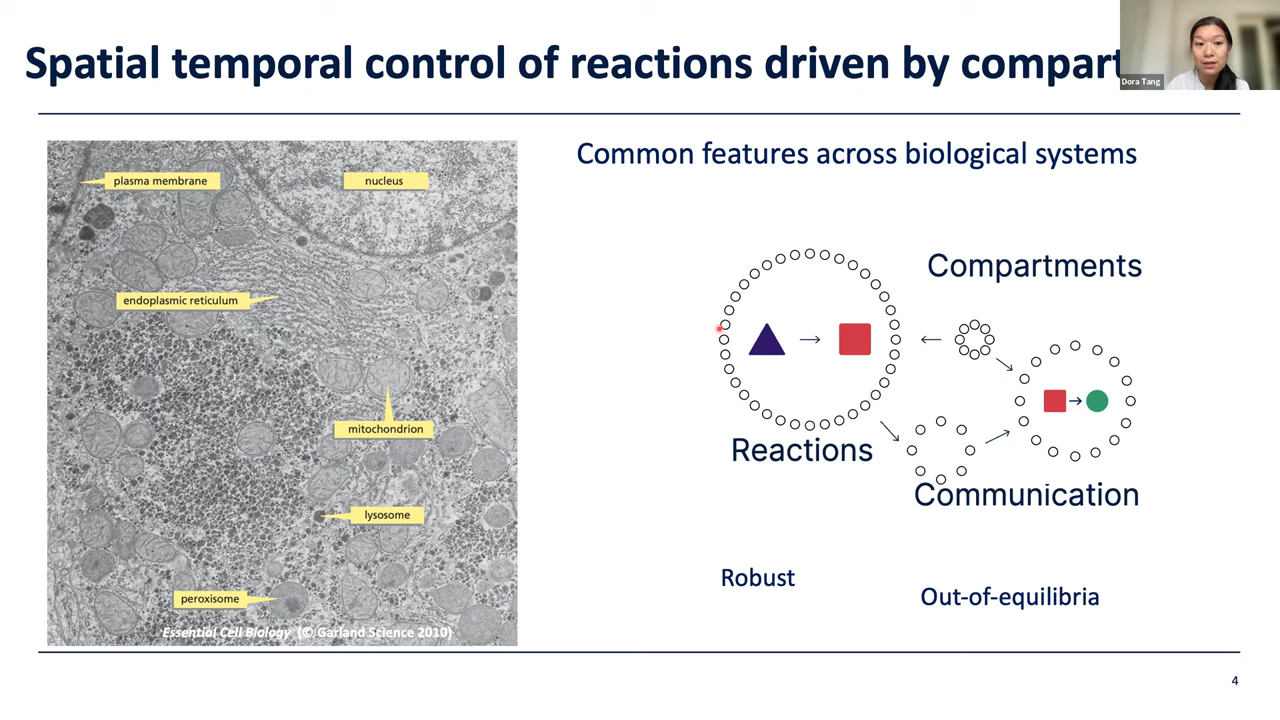 Spatial temporal control of reactions driven by compart
Dora Tang
plasma membrane
nucleus
endoplasmic reticulum
mitochondrion
lysosome
peroxisome
Essential Cell Biology (© Garland Science 2010)
Common features across biological systems
Compartments
Reactions
Communication
Robust
Out-of-equilibria
4